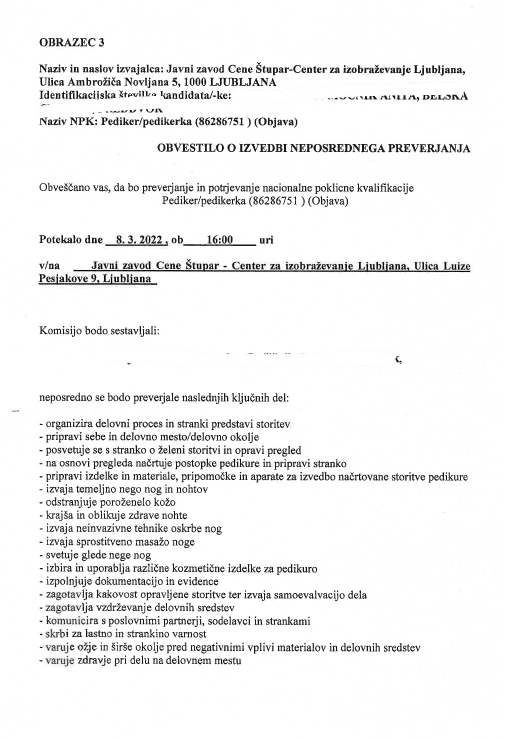 OBRAZEC 3
Naziv in naslov izvajalca: Javni zavod Cene Štupar-Center za izobraževanje Ljubljana,
Ulica Ambrožiča Novljana 5, 1000 LJUBLJANA
Identifikacijska številka kandidata/-ke: ANITA, BELSKA
Naziv NPK: Pediker/pedikerka (86286751 ) (Objava)
OBVESTILO O IZVEDBI NEPOSREDNEGA PREVERJANJA
Obveščano vas, da bo preverjanje in potrjevanje nacionalne poklicne kvalifikacije
Pediker/pedikerka (86286751 ) (Objava)
Potekalo dne 8. 3. 2022 , ob 16:00 uri
v/na Javni zavod Cene Štupar - Center za izobraževanje Ljubljana, Ulica Luize
Pesjakove 9, Ljubljana
Komisijo bodo sestavljali:
neposredno se bodo preverjale naslednjih ključnih del:
- organizira delovni proces in stranki predstavi storitev
- pripravi sebe in delovno mesto/delovno okolje
- posvetuje se s stranko o želeni storitvi in opravi pregled
- na osnovi pregleda načrtuje postopke pedikure in pripravi stranko
- pripravi izdelke in materiale, pripomočke in aparate za izvedbo načrtovane storitve pedikure
- izvaja temeljno nego nog in nohtov
- odstranjuje poroženelo kožo
- krajša in oblikuje zdrave nohte
- izvaja neinvazivne tehnike oskrbe nog
- izvaja sprostitveno masažo noge
- svetuje glede nege nog
- izbira in uporablja različne kozmetične izdelke za pedikuro
- izpolnjuje dokumentacijo in evidence
- zagotavlja kakovost opravljene storitve ter izvaja samoevalvacijo dela
- zagotavlja vzdrževanje delovnih sredstev
- komunicira s poslovnimi partnerji, sodelavci in strankami
- skrbi za lastno in strankino varnost
- varuje ožje in širše okolje pred negativnimi vplivi materialov in delovnih sredstev
- varuje zdravje pri delu na delovnem mestu